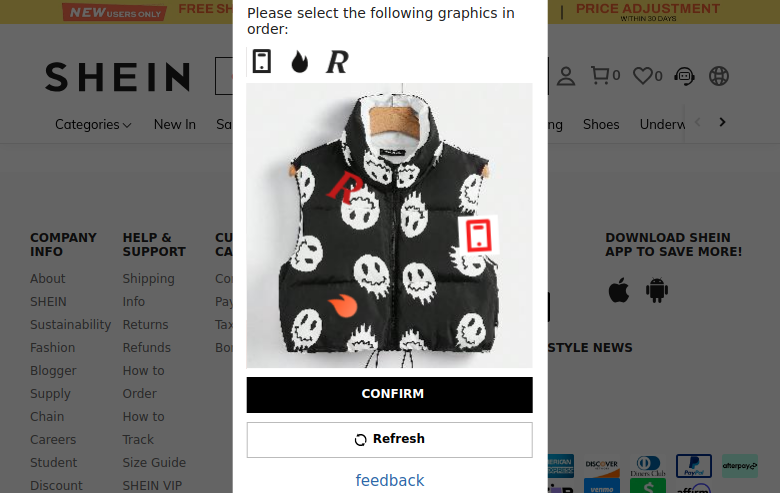 NEW USERS ONLY
FREE SH
PRICE ADJUSTMENT
WITHIN 30 DAYS
Please select the following graphics in
order:
R
SHEIN
0
0
Categories
New In
Sa
ng
Shoes
Underw
R
COMPANY
INFO
About
SHEIN
Sustainability
Fashion
Blogger
Supply
Chain
Careers
Student
Discount
HELP &
SUPPORT
Shipping
Info
Returns
Refunds
How to
Order
How to
Track
Size Guide
SHEIN VIP
CU
CA
Co
Pay
Tax
Bo
DOWNLOAD SHEIN
APP TO SAVE MORE!
STYLE NEWS
CONFIRM
Refresh
feedback
AMERICAN
EXPRESS
DISCOVER
Diners Club
PayPal
afterpay
venmo
affirm